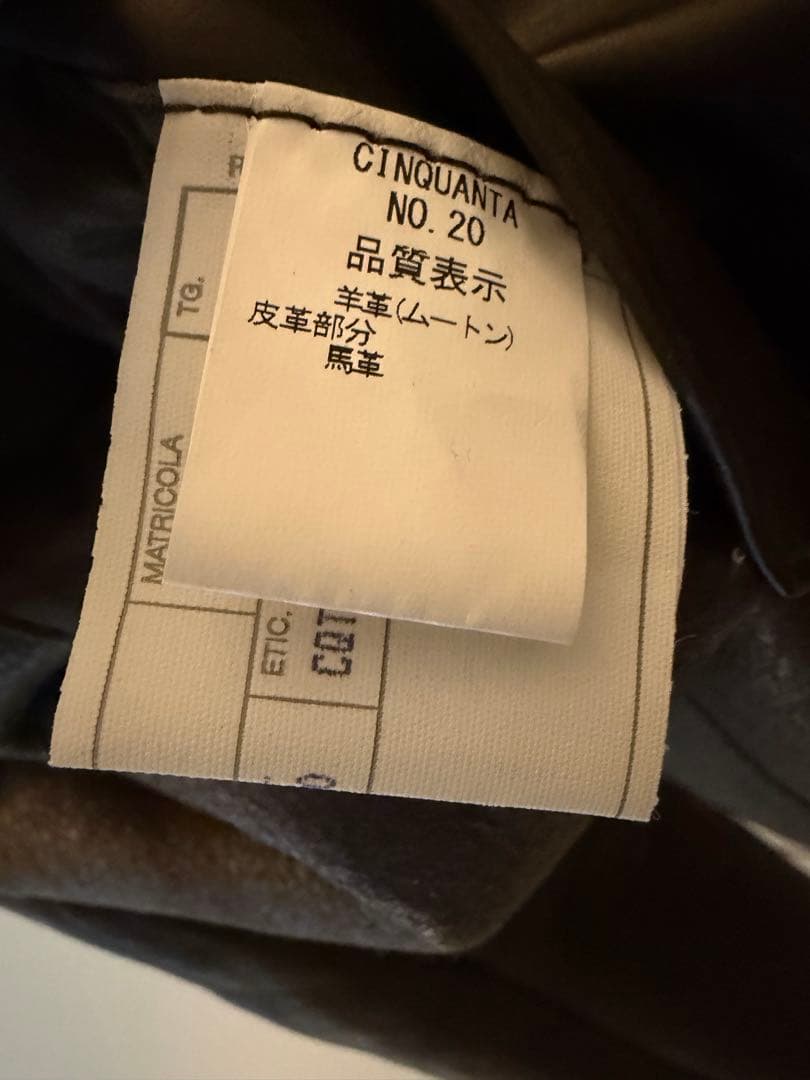 CINQUANTA
NO. 20
品質表示
羊革(ムートン)
皮革部分
馬革
TG.
MATRICOLA
ETIC.
CQT